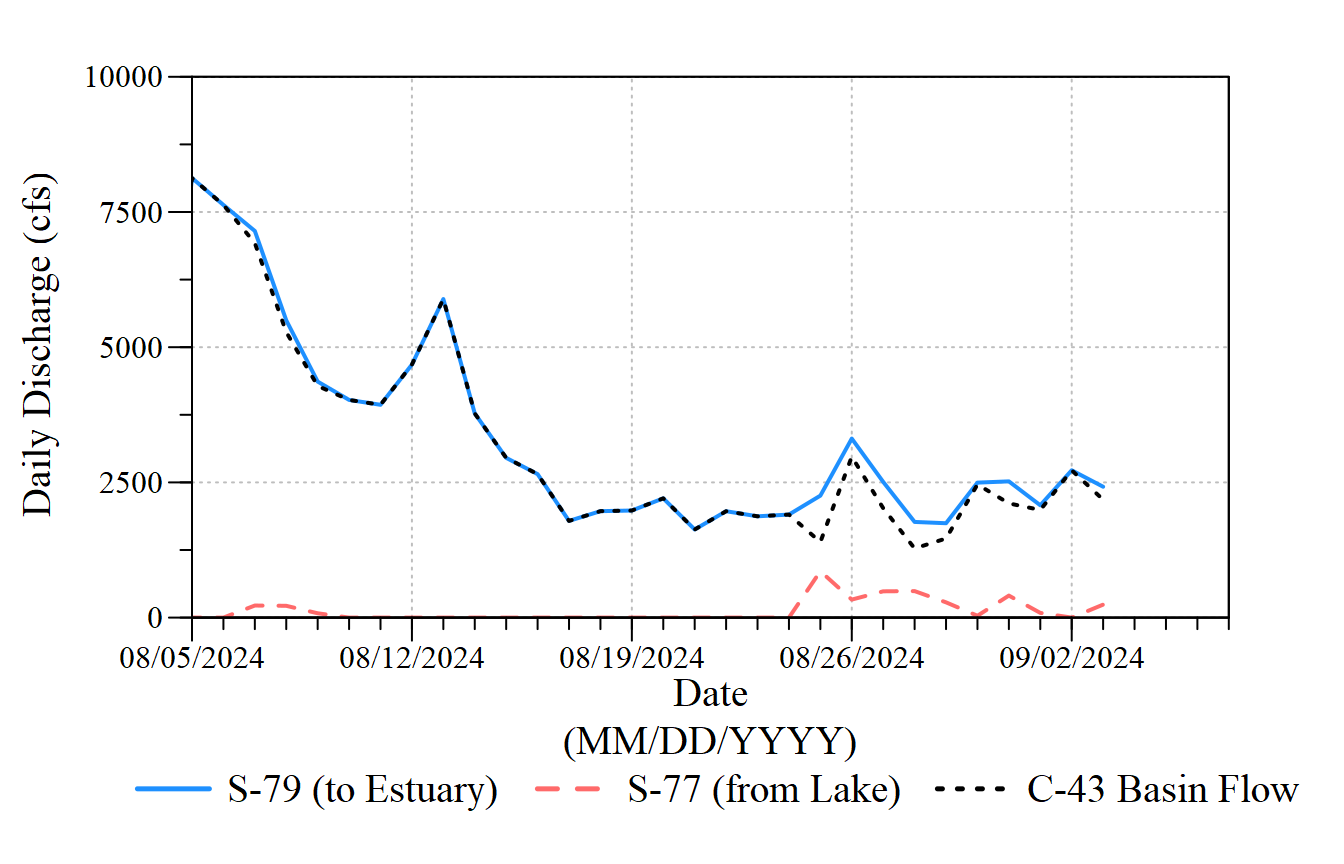 10000
7500
5000
2500
0
Daily Discharge (cfs)
08/05/2024 08/12/2024 08/19/2024 08/26/2024 09/02/2024
Date
(MM/DD/YYYY)
S-79 (to Estuary) S-77 (from Lake) C-43 Basin Flow